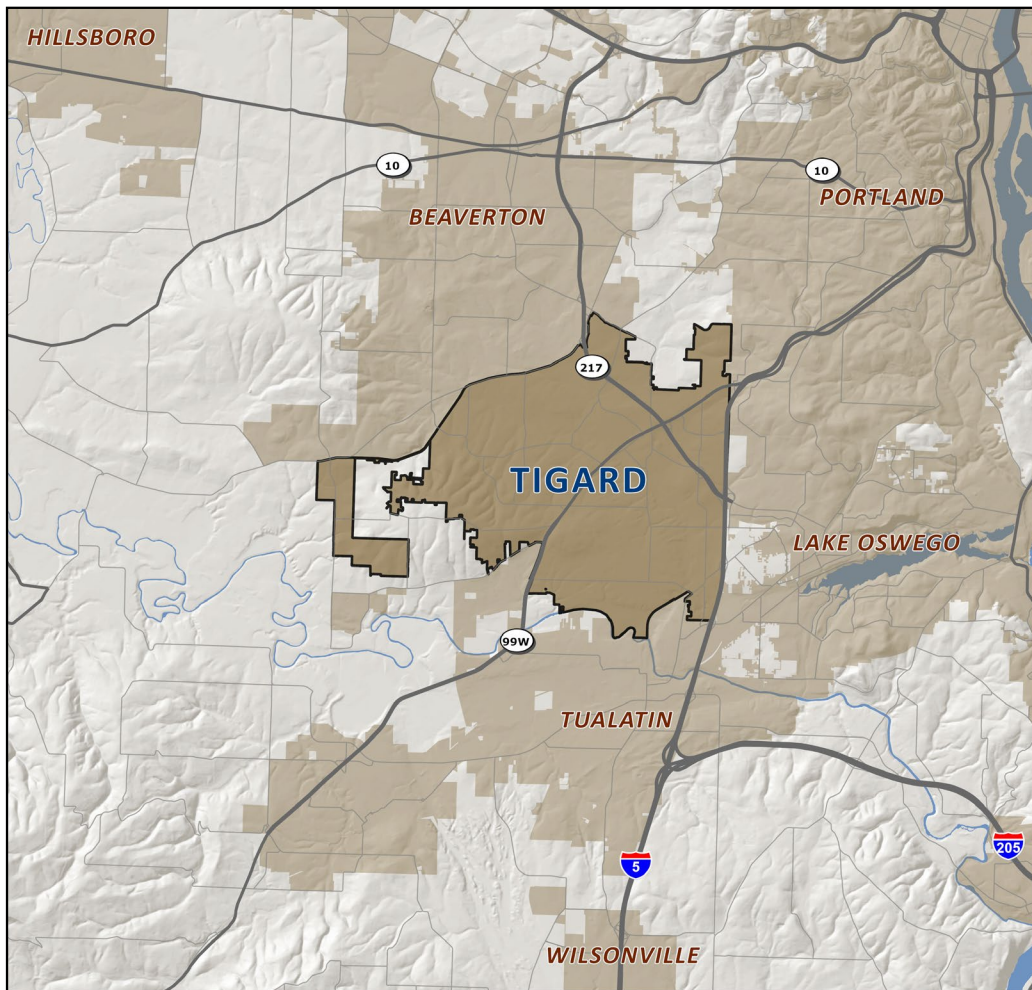 HILLSBORO
10
10
PORTLAND
BEAVERTON
217
TIGARD
LAKE OSWEGO
99W
TUALATIN
205
5
WILSONVILLE